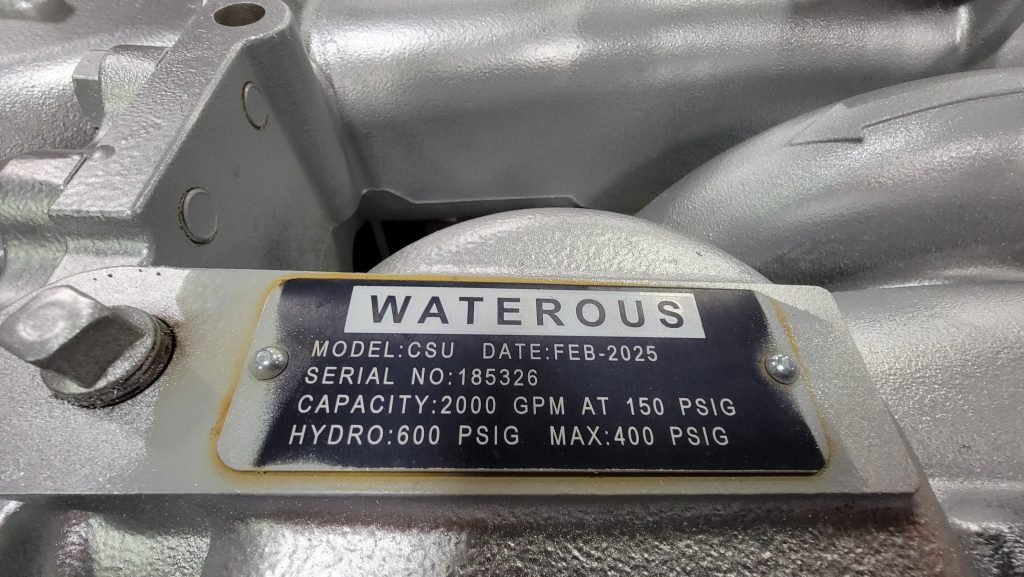 WATEROUS
MODEL:CSU DATE:FEB-2025
SERIAL NO:185326
CAPACITY:2000 GPM AT 150 PSIG
HYDRO:600 PSIG MAX:400 PSIG